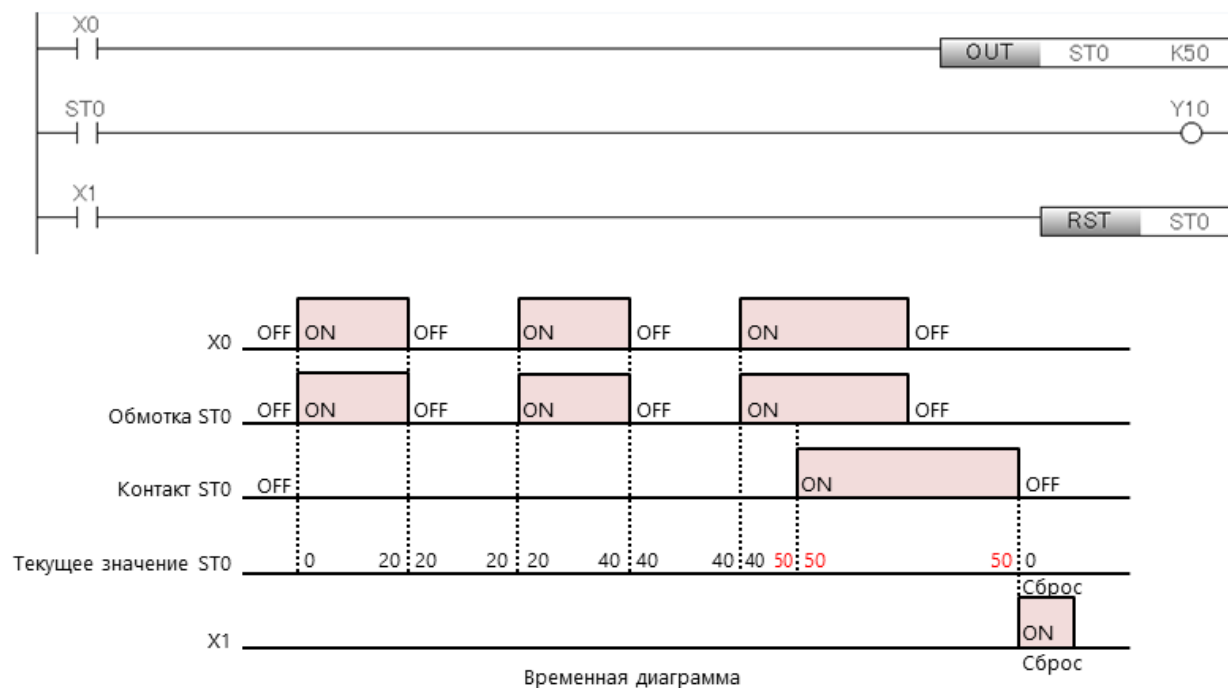 X0
OUT ST0 K50
ST0
Y10
X1
RST ST0
X0 OFF ON OFF ON OFF ON OFF
Обмотка ST0 OFF ON OFF ON OFF ON OFF
Контакт ST0 OFF ON OFF
Текущее значение ST0 0 20 20 20 20 40 40 40 40 50 50 50 0
Сброс
X1 ON
Сброс
Временная диаграмма